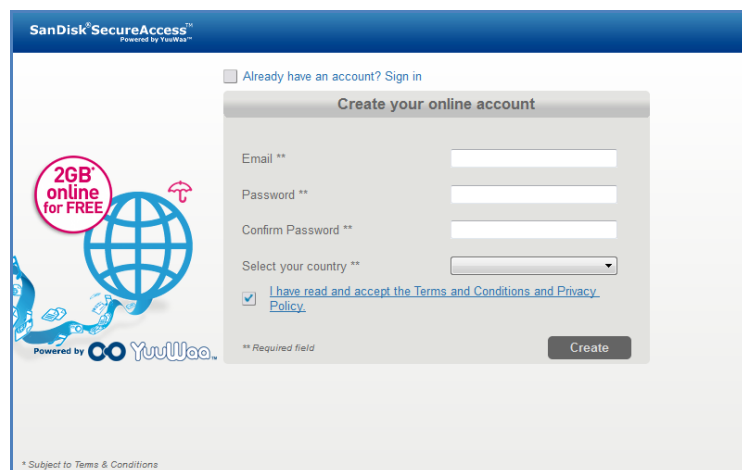 SanDisk®SecureAccess™
Powered by YuuWaa™
Already have an account? Sign in
Create your online account
Email **
Password **
Confirm Password **
Select your country **
I have read and accept the Terms and Conditions and Privacy
Policy.
** Required field
Create
2GB*
online
for FREE
Powered by YuuWaa™
* Subject to Terms & Conditions